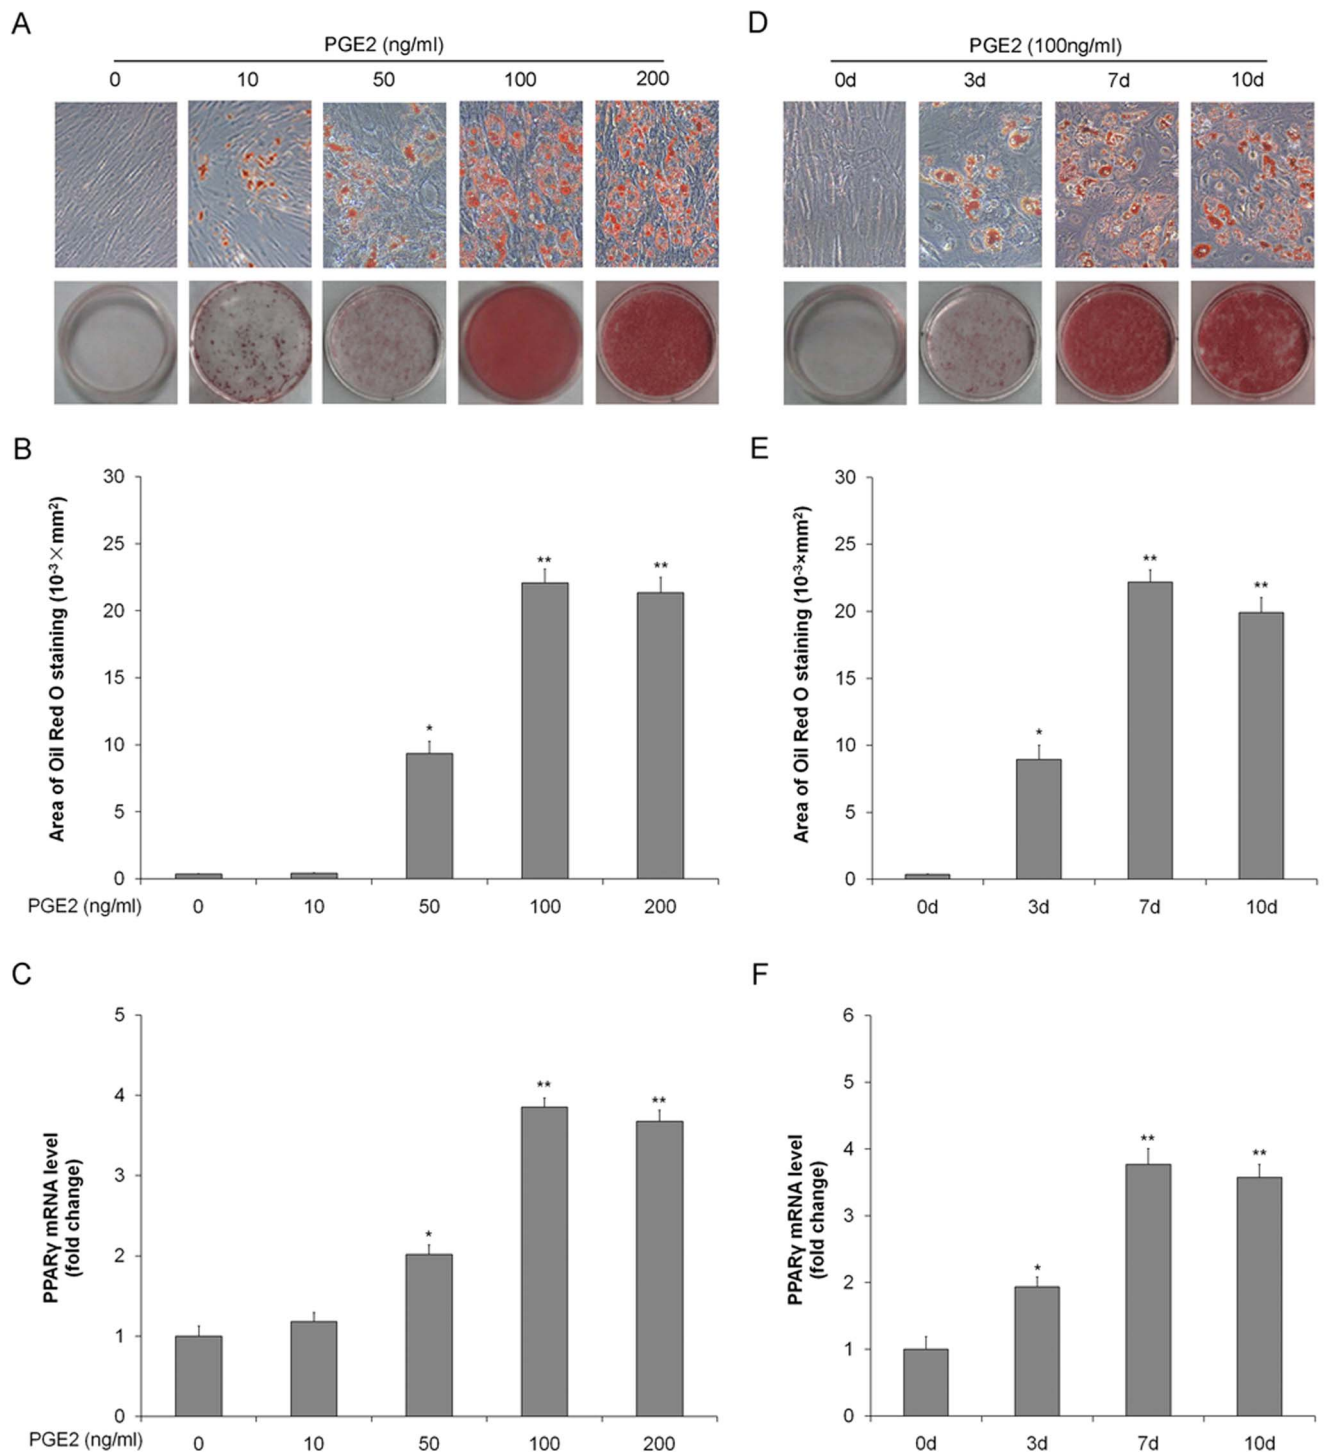 A
PGE2 (ng/ml)
0 10 50 100 200
D
PGE2 (100ng/ml)
0d 3d 7d 10d
B
Area of Oil Red O staining (10⁻³×mm²)
30
25
20
15
10
5
0
*
**
**
PGE2 (ng/ml) 0 10 50 100 200
E
Area of Oil Red O staining (10⁻³×mm²)
30
25
20
15
10
5
0
*
**
**
0d 3d 7d 10d
C
PPARγ mRNA level
(fold change)
5
4
3
2
1
0
*
**
**
PGE2 (ng/ml) 0 10 50 100 200
F
PPARγ mRNA level
(fold change)
6
5
4
3
2
1
0
*
**
**
0d 3d 7d 10d